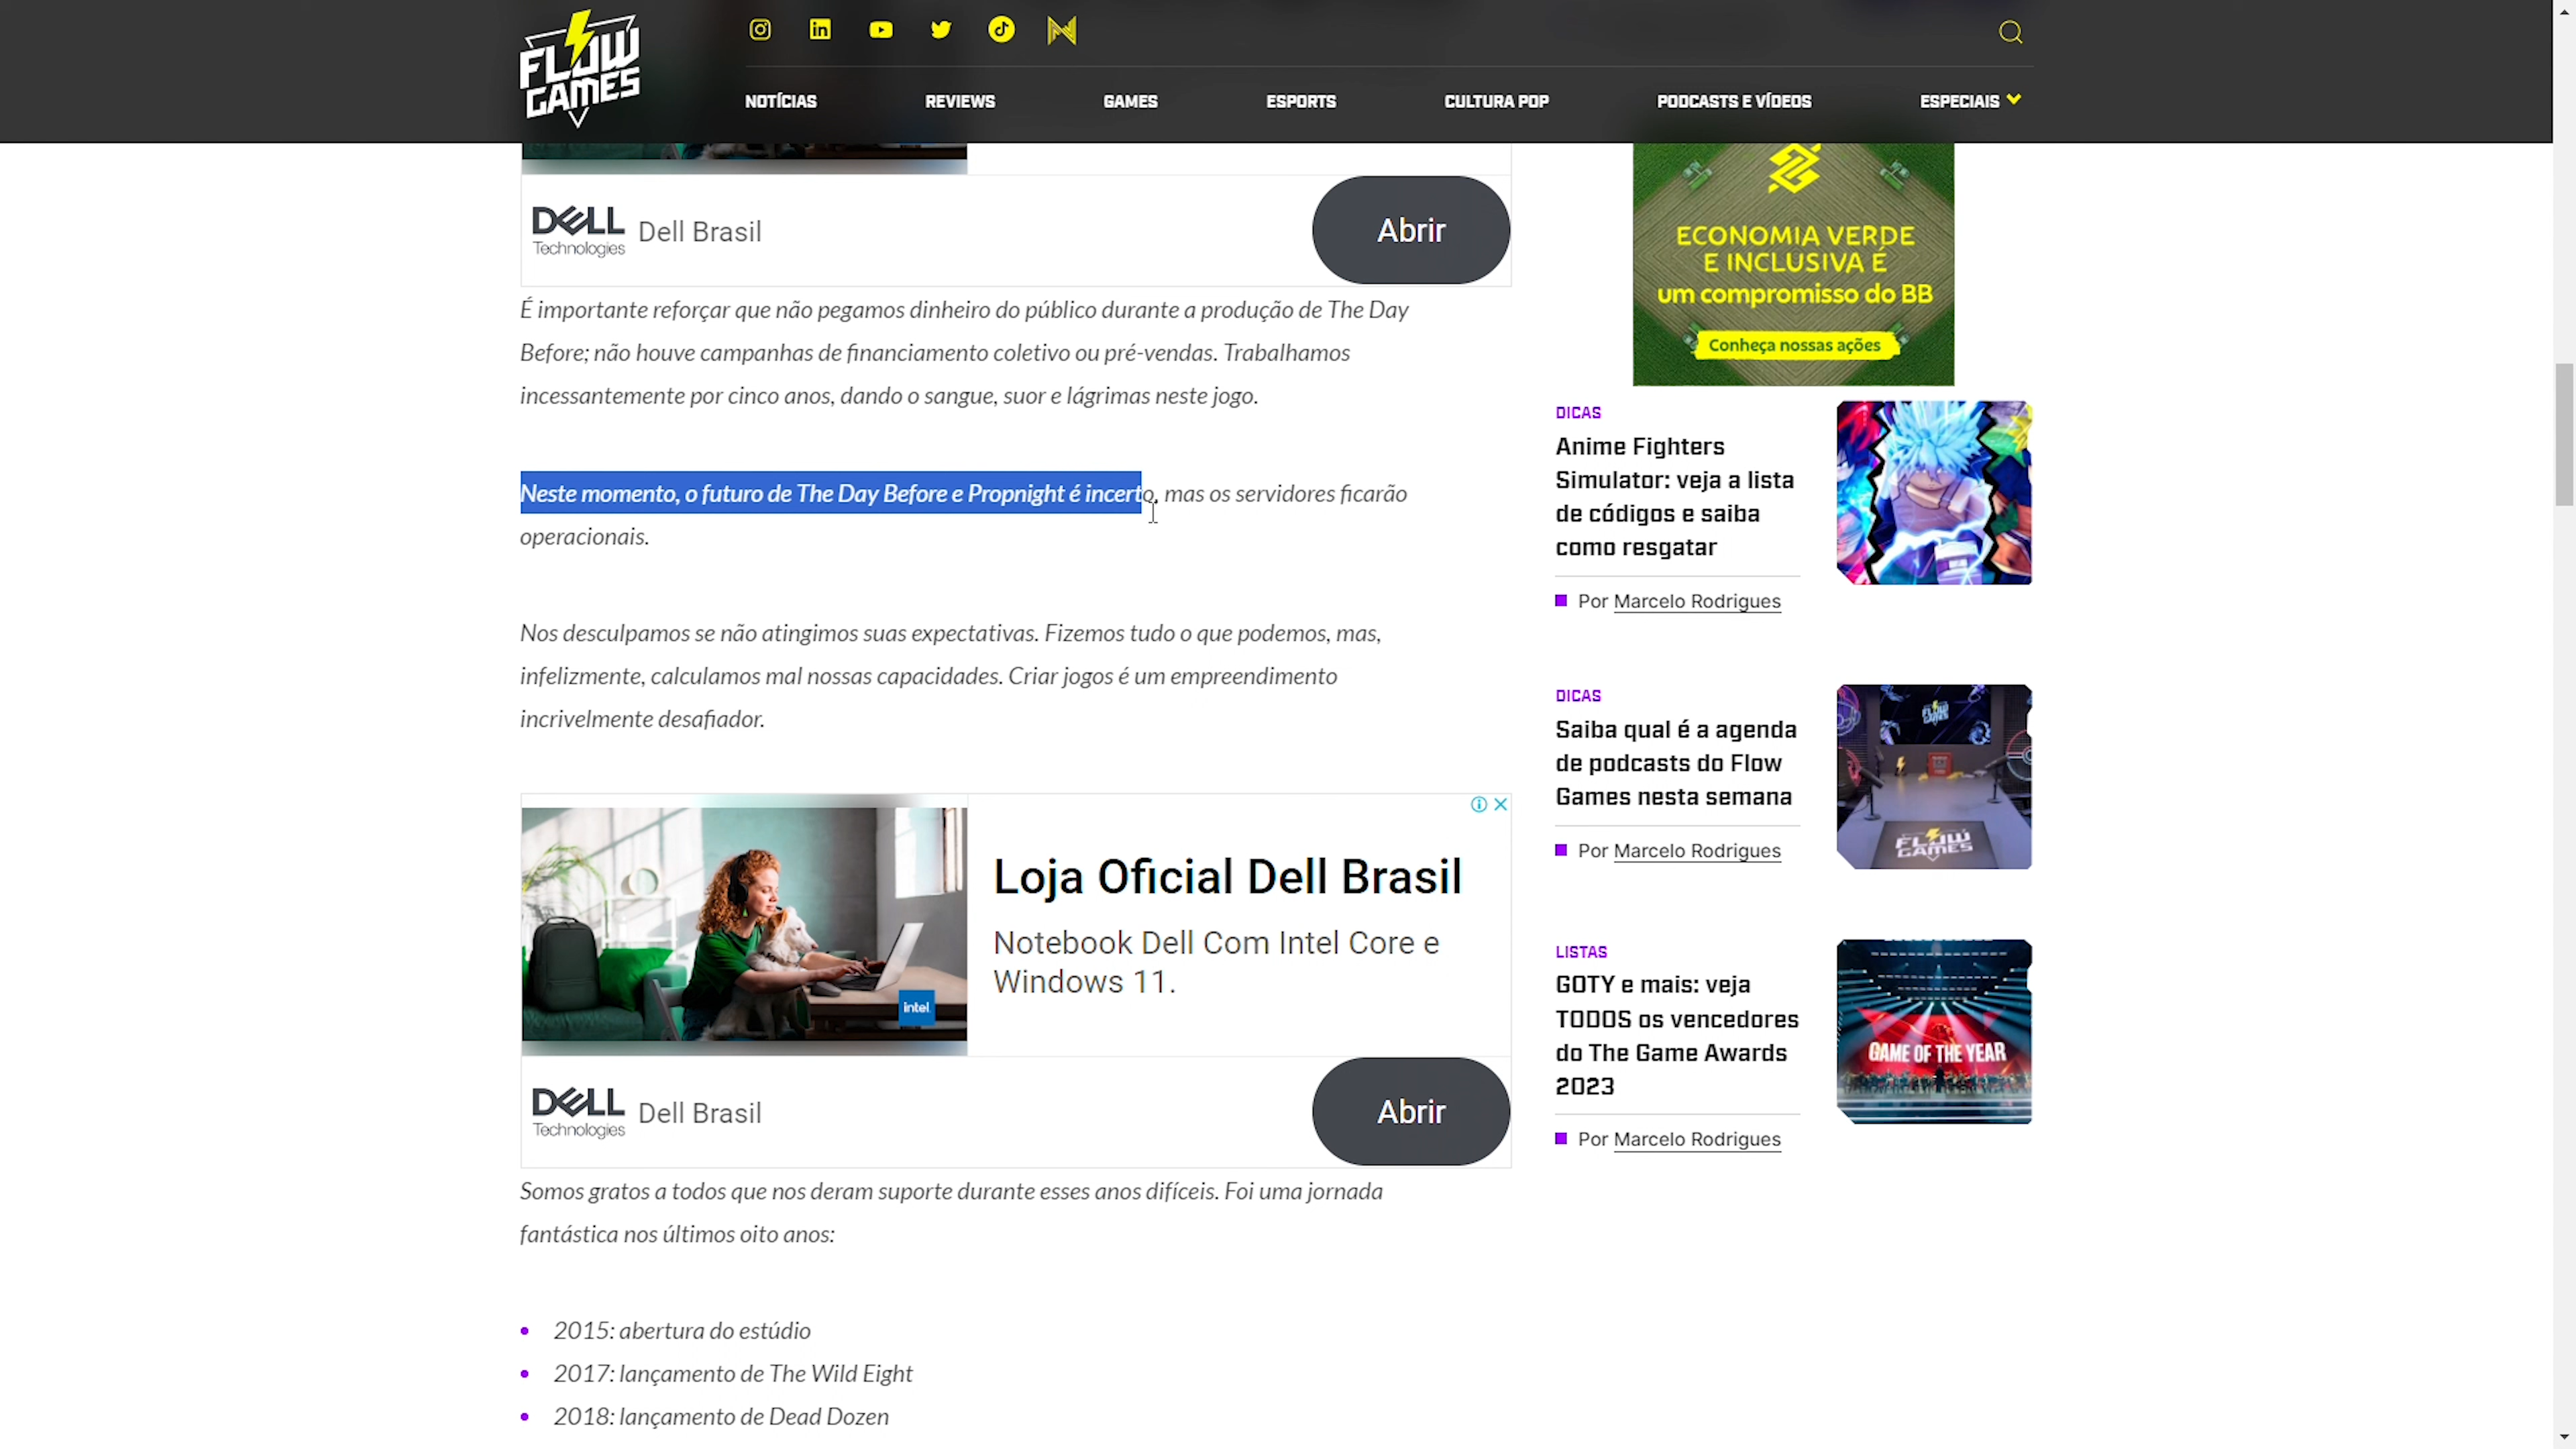 FLOW
GAMES
NOTÍCIAS
REVIEWS
GAMES
ESPORTS
CULTURA POP
PODCASTS E VÍDEOS
ESPECIAIS
DELL
Technologies
Dell Brasil
Abrir
É importante reforçar que não pegamos dinheiro do público durante a produção de The Day
Before; não houve campanhas de financiamento coletivo ou pré-vendas. Trabalhamos
incessantemente por cinco anos, dando o sangue, suor e lágrimas neste jogo.
Neste momento, o futuro de The Day Before e Propnight é incerto, mas os servidores ficarão
operacionais.
Nos desculpamos se não atingimos suas expectativas. Fizemos tudo o que podemos, mas,
infelizmente, calculamos mal nossas capacidades. Criar jogos é um empreendimento
incrivelmente desafiador.
intel
Loja Oficial Dell Brasil
Notebook Dell Com Intel Core e
Windows 11.
DELL
Technologies
Dell Brasil
Abrir
Somos gratos a todos que nos deram suporte durante esses anos difíceis. Foi uma jornada
fantástica nos últimos oito anos:
2015: abertura do estúdio
2017: lançamento de The Wild Eight
2018: lançamento de Dead Dozen
ECONOMIA VERDE
E INCLUSIVA É
um compromisso do BB
Conheça nossas ações
DICAS
Anime Fighters
Simulator: veja a lista
de códigos e saiba
como resgatar
Por Marcelo Rodrigues
DICAS
Saiba qual é a agenda
de podcasts do Flow
Games nesta semana
Por Marcelo Rodrigues
FLOW
GAMES
FLOW
GAMES
LISTAS
GOTY e mais: veja
TODOS os vencedores
do The Game Awards
2023
Por Marcelo Rodrigues
GAME OF THE YEAR